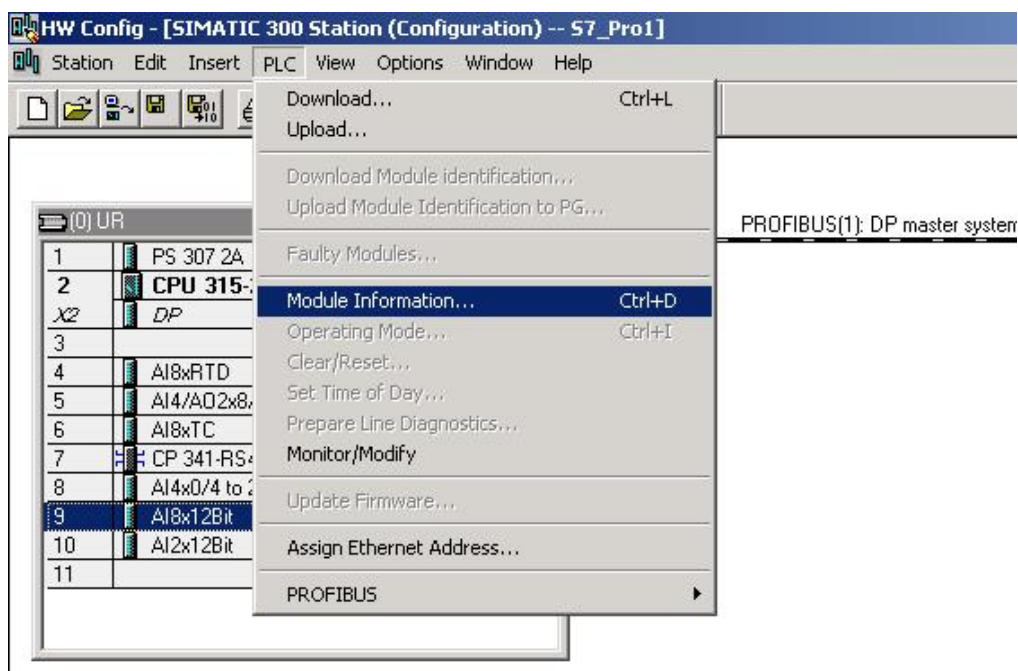 HW Config - [SIMATIC 300 Station (Configuration) -- S7_Pro1]
Station Edit Insert PLC View Options Window Help
Download... Ctrl+L
Upload...
Download Module identification...
Upload Module Identification to PG...
Faulty Modules...
Module Information... Ctrl+D
Operating Mode... Ctrl+I
Clear/Reset...
Set Time of Day...
Prepare Line Diagnostics...
Monitor/Modify
Update Firmware...
Assign Ethernet Address...
PROFIBUS
(0) UR
1 PS 307 2A
2 CPU 315-
X2 DP
3
4 AI8xRTD
5 AI4/AO2x8
6 AI8xTC
7 CP 341-RS4
8 AI4x0/4 to 2
9 AI8x12Bit
10 AI2x12Bit
11
PROFIBUS(1): DP master system